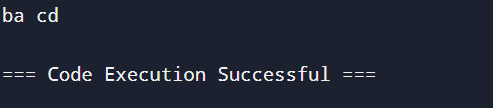 ba cd
=== Code Execution Successful ===